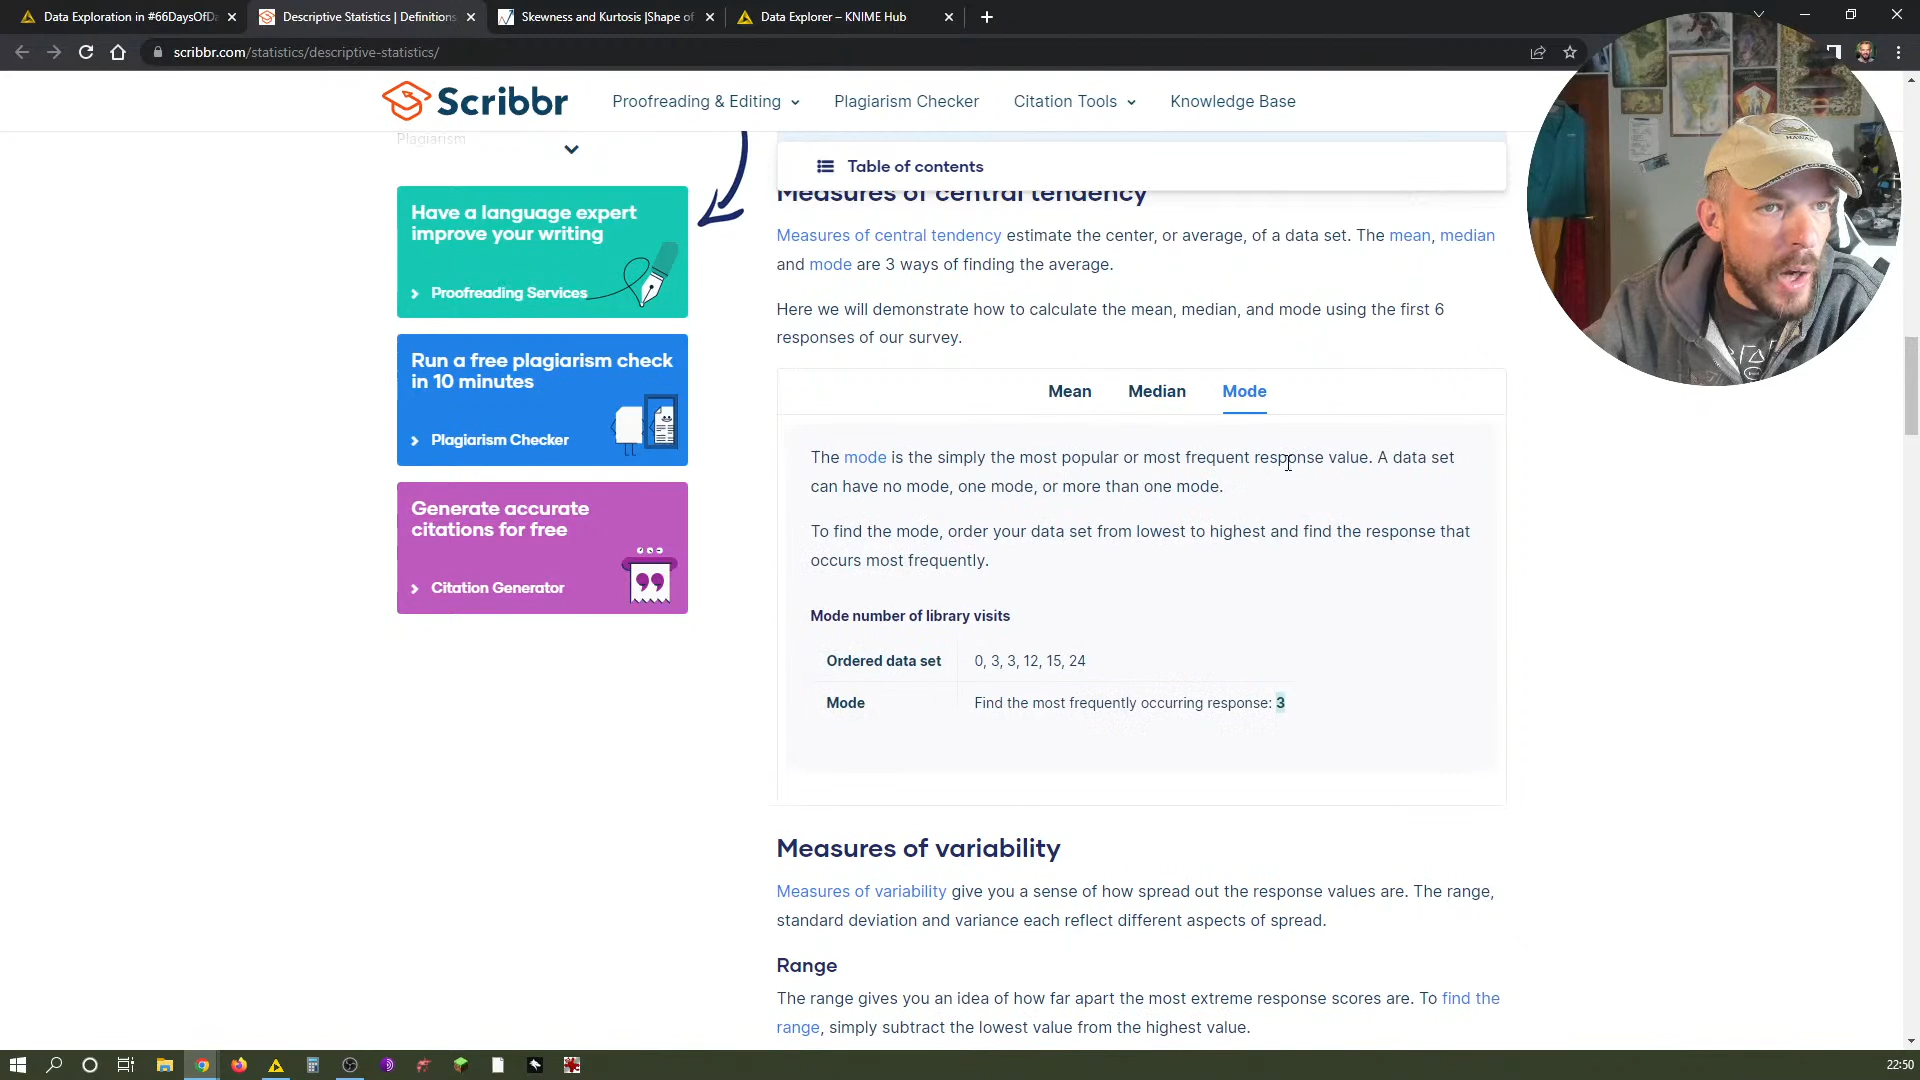 Data Exploration in #66DaysOfDa
Descriptive Statistics | Definitions
Skewness and Kurtosis |Shape of
Data Explorer – KNIME Hub
scribbr.com/statistics/descriptive-statistics/
Scribbr
Proofreading & Editing
Plagiarism Checker
Citation Tools
Knowledge Base
Plagiarism
Table of contents
Have a language expert
improve your writing
Proofreading Services
Run a free plagiarism check
in 10 minutes
Plagiarism Checker
Generate accurate
citations for free
Citation Generator
Measures of central tendency
Measures of central tendency estimate the center, or average, of a data set. The mean, median
and mode are 3 ways of finding the average.
Here we will demonstrate how to calculate the mean, median, and mode using the first 6
responses of our survey.
Mean Median Mode
The mode is the simply the most popular or most frequent response value. A data set
can have no mode, one mode, or more than one mode.
To find the mode, order your data set from lowest to highest and find the response that
occurs most frequently.
Mode number of library visits
Ordered data set 0, 3, 3, 12, 15, 24
Mode Find the most frequently occurring response: 3
Measures of variability
Measures of variability give you a sense of how spread out the response values are. The range,
standard deviation and variance each reflect different aspects of spread.
Range
The range gives you an idea of how far apart the most extreme response scores are. To find the
range, simply subtract the lowest value from the highest value.
22:50